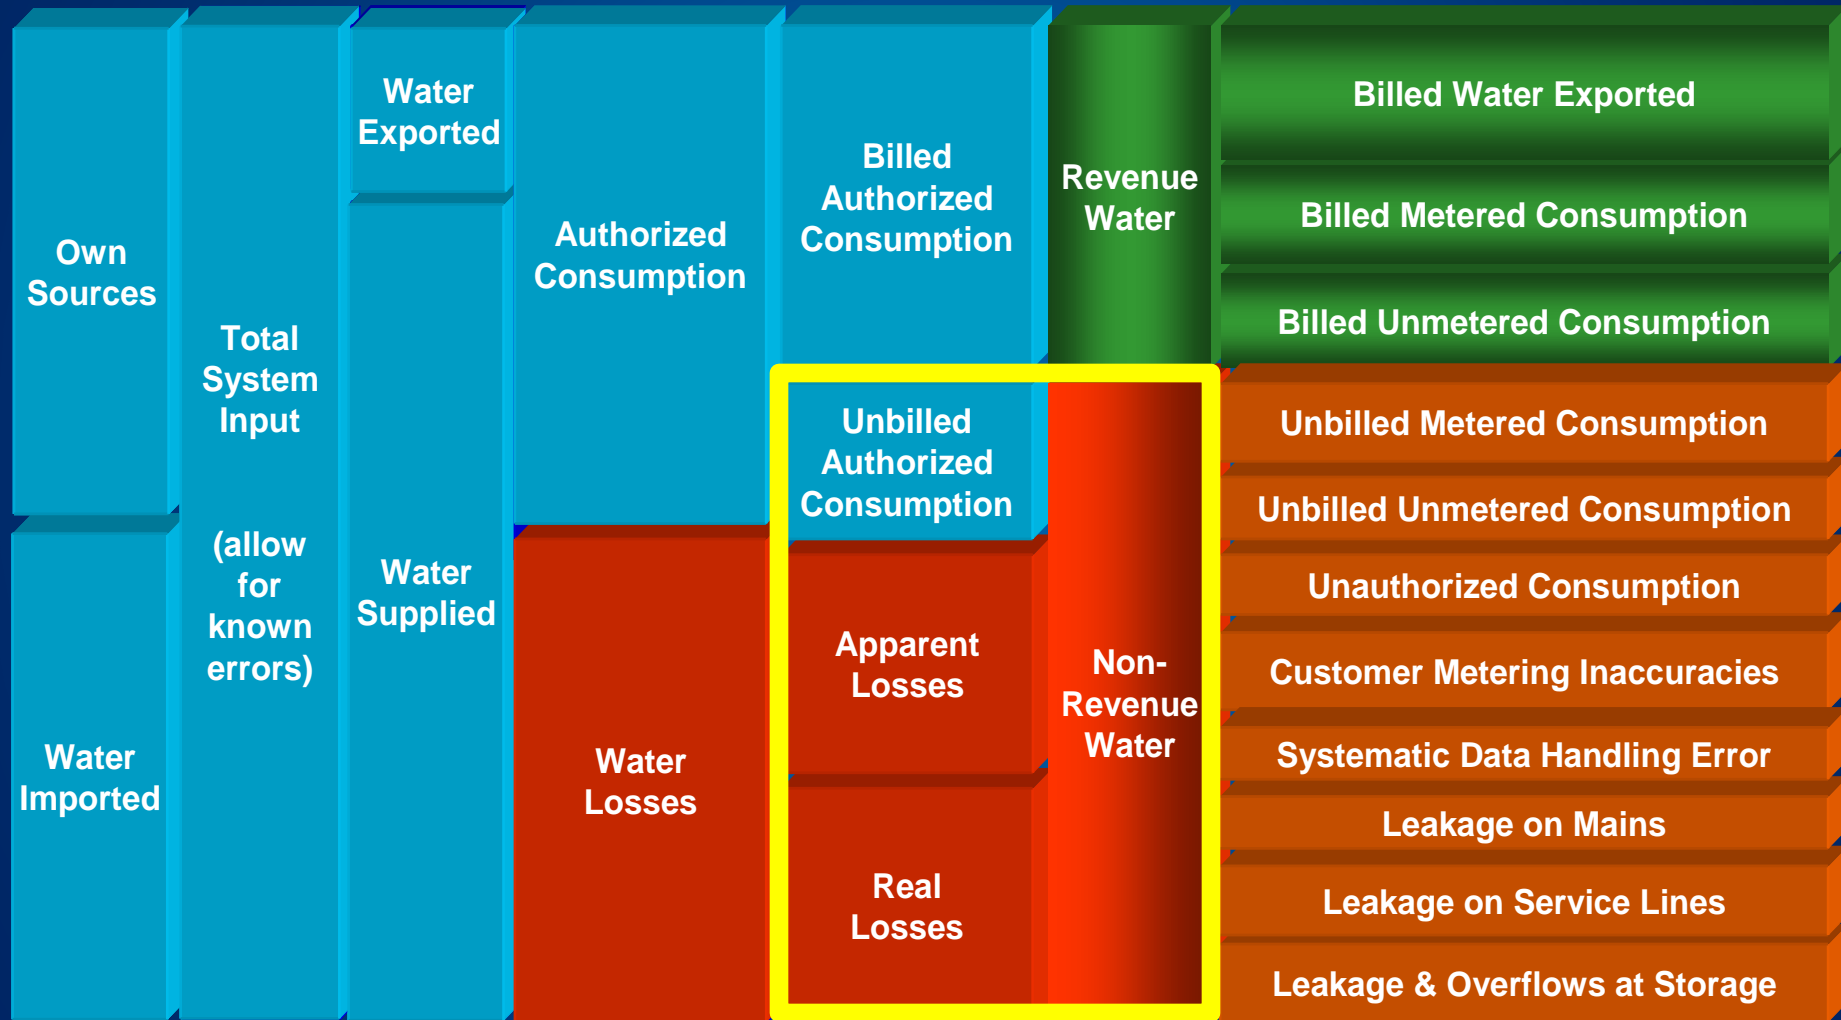 Own
Sources
Water
Imported
Total
System
Input
(allow
for
known
errors)
Water
Exported
Water
Supplied
Authorized
Consumption
Water
Losses
Billed
Authorized
Consumption
Unbilled
Authorized
Consumption
Apparent
Losses
Real
Losses
Revenue
Water
Non-
Revenue
Water
Billed Water Exported
Billed Metered Consumption
Billed Unmetered Consumption
Unbilled Metered Consumption
Unbilled Unmetered Consumption
Unauthorized Consumption
Customer Metering Inaccuracies
Systematic Data Handling Error
Leakage on Mains
Leakage on Service Lines
Leakage & Overflows at Storage